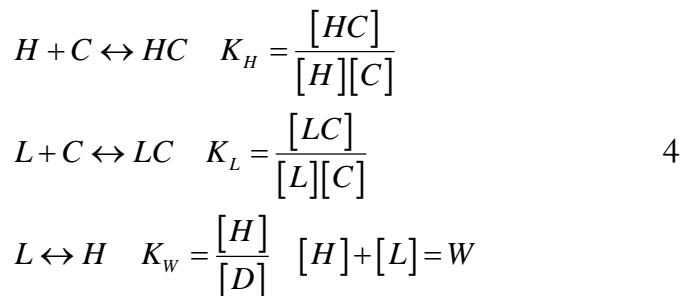 H + C ↔ HC K_H = [HC] / [H][C]
L + C ↔ LC K_L = [LC] / [L][C] 4
L ↔ H K_W = [H] / [D] [H] + [L] = W